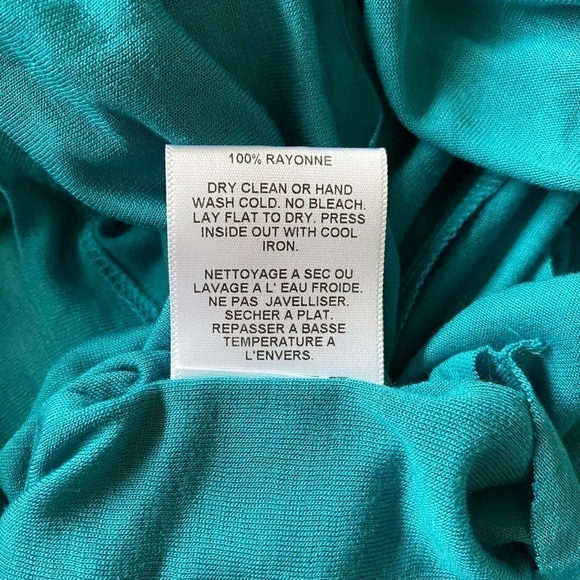 100% RAYONNE
DRY CLEAN OR HAND
WASH COLD. NO BLEACH.
LAY FLAT TO DRY. PRESS
INSIDE OUT WITH COOL
IRON.
NETTOYAGE A SEC OU
LAVAGE A L' EAU FROIDE.
NE PAS JAVELLISER.
SECHER A PLAT.
REPASSER A BASSE
TEMPERATURE A
L'ENVERS.